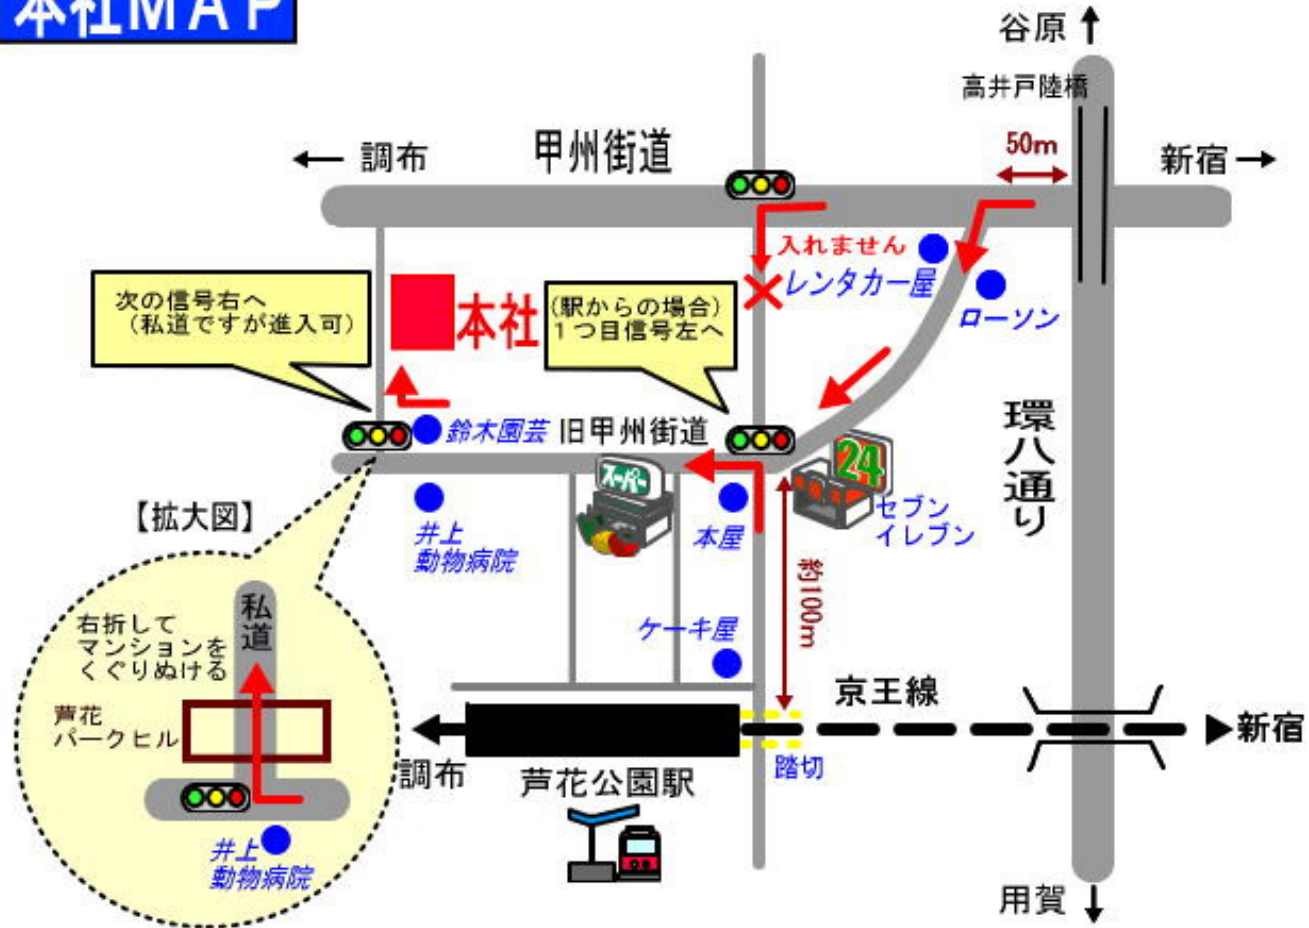 本社MAP
谷原
高井戸陸橋
50m
甲州街道
調布
新宿
入れません
レンタカー屋
ローソン
次の信号右へ
(私道ですが進入可)
本社
(駅からの場合)
1つ目信号左へ
鈴木園芸
旧甲州街道
環八通り
24
スーパー
セブン
イレブン
【拡大図】
井上
動物病院
本屋
約100m
私道
右折して
マンションを
くぐりぬける
ケーキ屋
芦花
パークヒル
京王線
新宿
調布
芦花公園駅
踏切
井上
動物病院
用賀